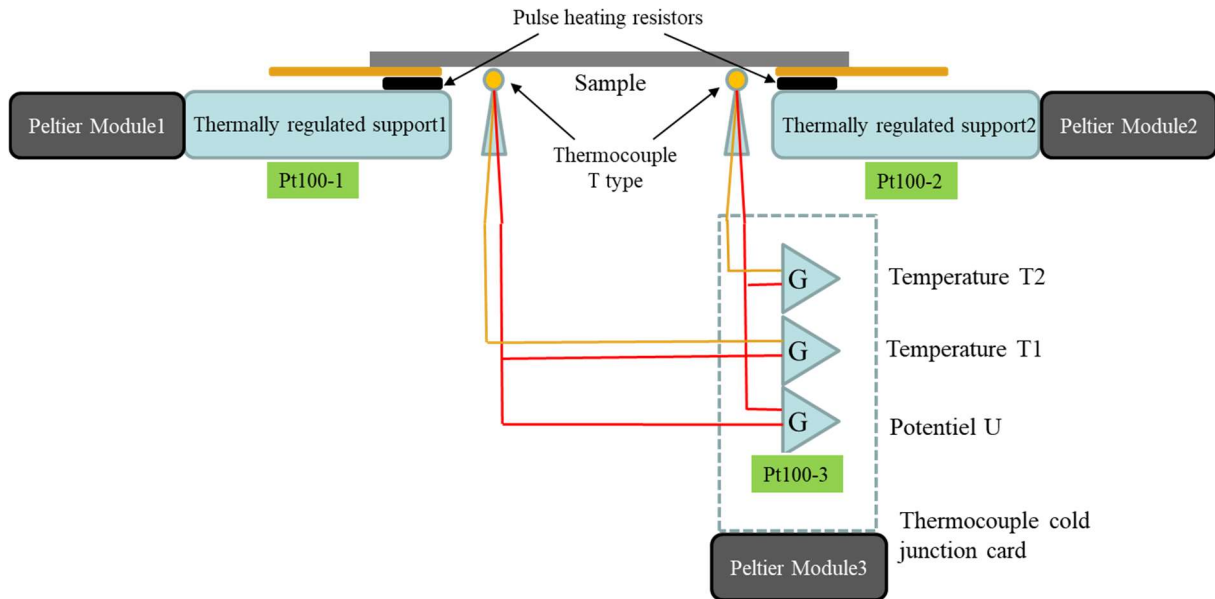 Pulse heating resistors
Sample
Peltier Module1
Thermally regulated support1
Thermally regulated support2
Peltier Module2
Thermocouple
T type
Pt100-1
Pt100-2
G
Temperature T2
G
Temperature T1
G
Potentiel U
Pt100-3
Thermocouple cold
junction card
Peltier Module3